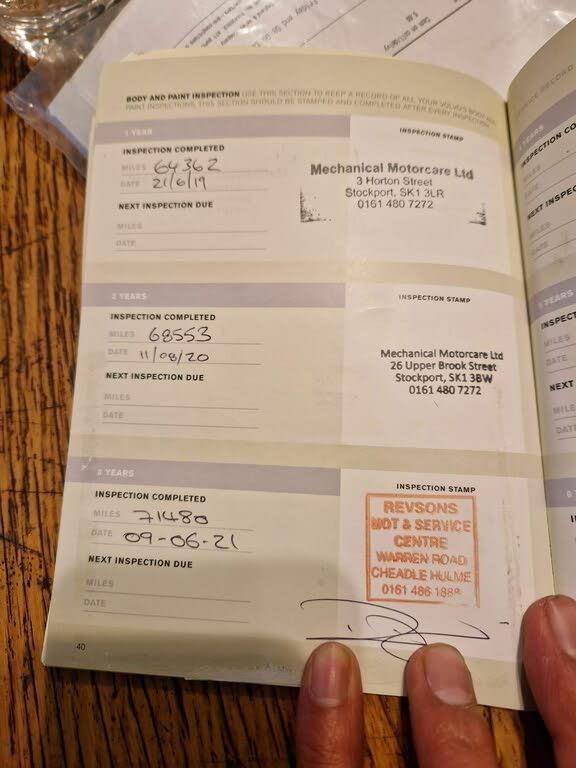 BODY AND PAINT INSPECTION USE THIS SECTION TO KEEP A RECORD OF ALL YOUR VOLVO'S BODY AND
PAINT INSPECTIONS. THIS SECTION SHOULD BE STAMPED AND COMPLETED AFTER EVERY INSPECTION
1 YEAR
INSPECTION STAMP
INSPECTION COMPLETED
MILES 64362
DATE 21/6/19
NEXT INSPECTION DUE
MILES
DATE
Mechanical Motorcare Ltd
3 Horton Street
Stockport, SK1 3LR
0161 480 7272
2 YEARS
INSPECTION STAMP
INSPECTION COMPLETED
MILES 68553
DATE 11/08/20
NEXT INSPECTION DUE
MILES
DATE
Mechanical Motorcare Ltd
26 Upper Brook Street
Stockport, SK1 3BW
0161 480 7272
3 YEARS
INSPECTION STAMP
INSPECTION COMPLETED
MILES 71480
DATE 09-06-21
NEXT INSPECTION DUE
MILES
DATE
REVSONS
MOT & SERVICE
CENTRE
WARREN ROAD
CHEADLE HULME
0161 486 1888
40